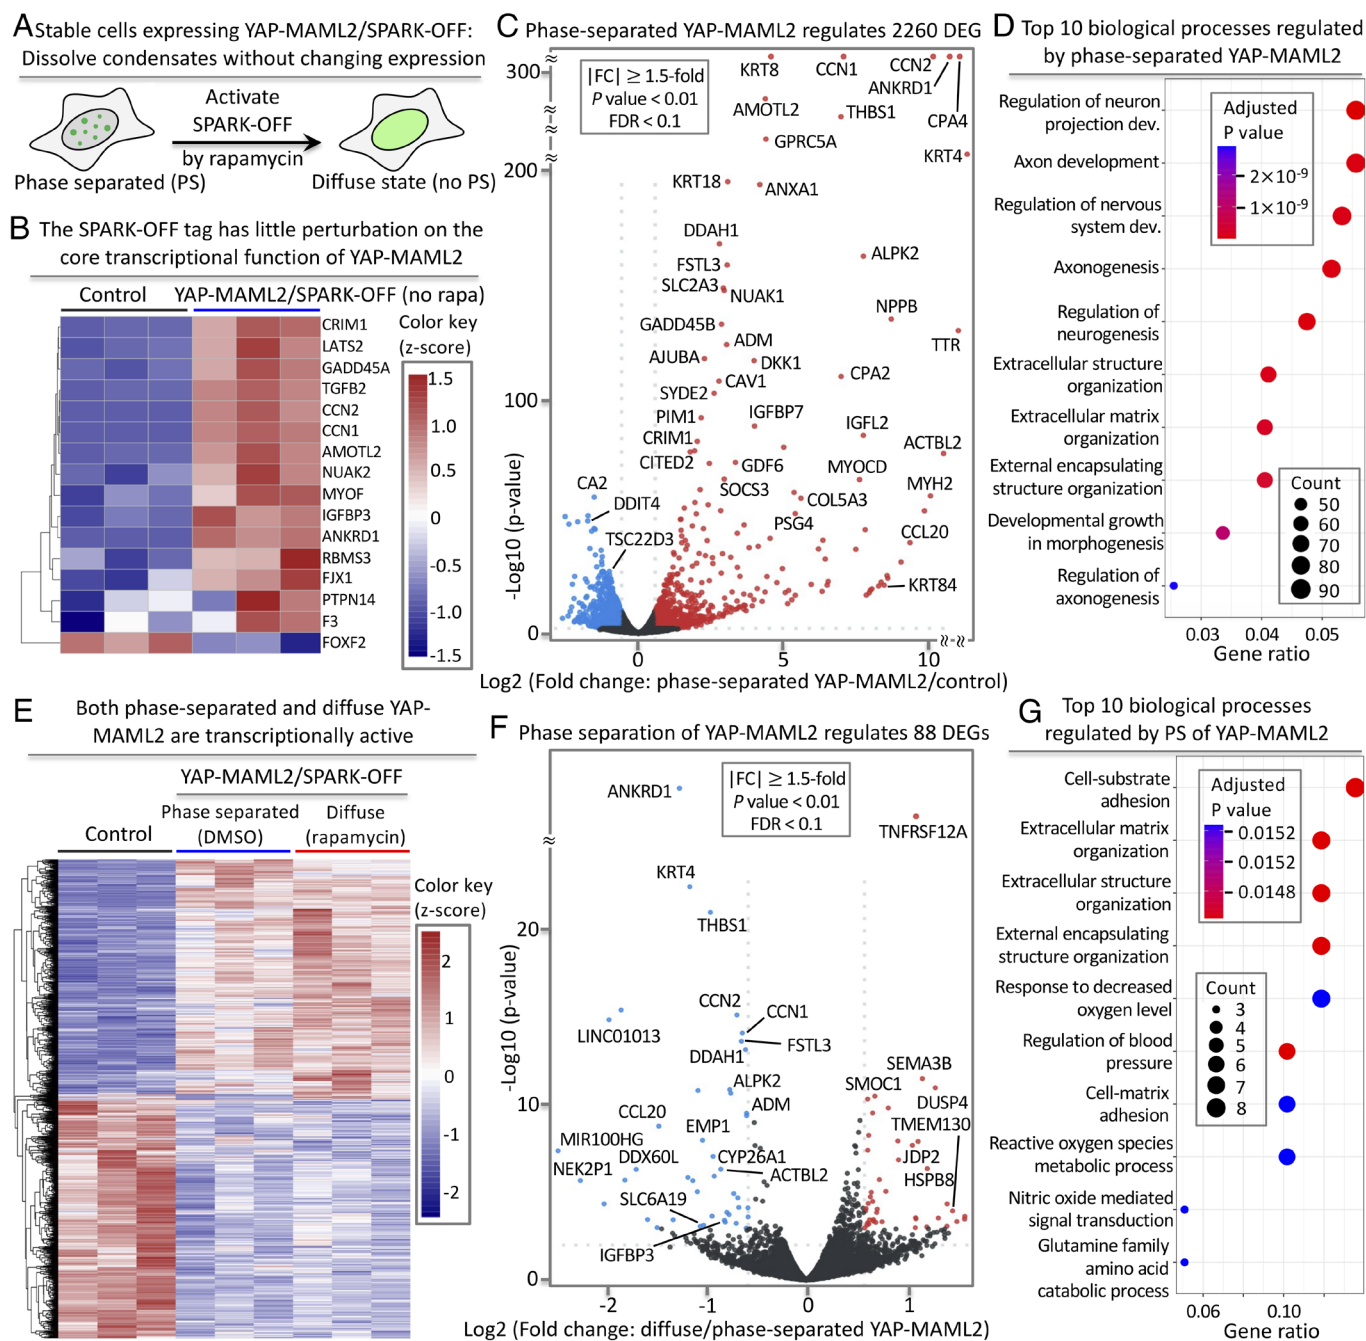 A Stable cells expressing YAP-MAML2/SPARK-OFF:
Dissolve condensates without changing expression
Activate
SPARK-OFF
by rapamycin
Phase separated (PS)
Diffuse state (no PS)
B The SPARK-OFF tag has little perturbation on the
core transcriptional function of YAP-MAML2
Control
YAP-MAML2/SPARK-OFF (no rapa)
CRIM1
LATS2
GADD45A
TGFB2
CCN2
CCN1
AMOTL2
NUAK2
MYOF
IGFBP3
ANKRD1
RBMS3
FJX1
PTPN14
F3
FOXF2
Color key
(z-score)
1.5
1.0
0.5
0
-0.5
-1.0
-1.5
C Phase-separated YAP-MAML2 regulates 2260 DEG
|FC| ≥ 1.5-fold
P value < 0.01
FDR < 0.1
KRT8
CCN1
CCN2
ANKRD1
CPA4
AMOTL2
THBS1
GPRC5A
KRT4
KRT18
ANXA1
DDAH1
ALPK2
FSTL3
SLC2A3
NUAK1
NPPB
GADD45B
ADM
TTR
AJUBA
DKK1
CAV1
CPA2
SYDE2
PIM1
IGFBP7
IGFL2
CRIM1
ACTBL2
CITED2
GDF6
MYOCD
CA2
SOCS3
COL5A3
MYH2
DDIT4
PSG4
CCL20
TSC22D3
KRT84
300
200
100
0
-Log10 (p-value)
0
5
10
Log2 (Fold change: phase-separated YAP-MAML2/control)
D Top 10 biological processes regulated
by phase-separated YAP-MAML2
Regulation of neuron
projection dev.
Axon development
Regulation of nervous
system dev.
Axonogenesis
Regulation of
neurogenesis
Extracellular structure
organization
Extracellular matrix
organization
External encapsulating
structure organization
Developmental growth
in morphogenesis
Regulation of
axonogenesis
Adjusted
P value
2×10⁻⁹
1×10⁻⁹
Count
50
60
70
80
90
0.03
0.04
0.05
Gene ratio
E Both phase-separated and diffuse YAP-
MAML2 are transcriptionally active
YAP-MAML2/SPARK-OFF
Control
Phase separated
(DMSO)
Diffuse
(rapamycin)
Color key
(z-score)
2
1
0
-1
-2
F Phase separation of YAP-MAML2 regulates 88 DEGs
|FC| ≥ 1.5-fold
P value < 0.01
FDR < 0.1
ANKRD1
TNFRSF12A
KRT4
THBS1
CCN2
CCN1
LINC01013
FSTL3
DDAH1
SEMA3B
ALPK2
SMOC1
ADM
DUSP4
CCL20
EMP1
TMEM130
MIR100HG
DDX60L
CYP26A1
JDP2
NEK2P1
ACTBL2
HSPB8
SLC6A19
IGFBP3
20
10
0
-Log10 (p-value)
-2
-1
0
1
Log2 (Fold change: diffuse/phase-separated YAP-MAML2)
G Top 10 biological processes
regulated by PS of YAP-MAML2
Cell-substrate
adhesion
Extracellular matrix
organization
Extracellular structure
organization
External encapsulating
structure organization
Response to decreased
oxygen level
Regulation of blood
pressure
Cell-matrix
adhesion
Reactive oxygen species
metabolic process
Nitric oxide mediated
signal transduction
Glutamine family
amino acid
catabolic process
Adjusted
P value
0.0152
0.0152
0.0148
Count
3
4
5
6
7
8
0.06
0.10
Gene ratio